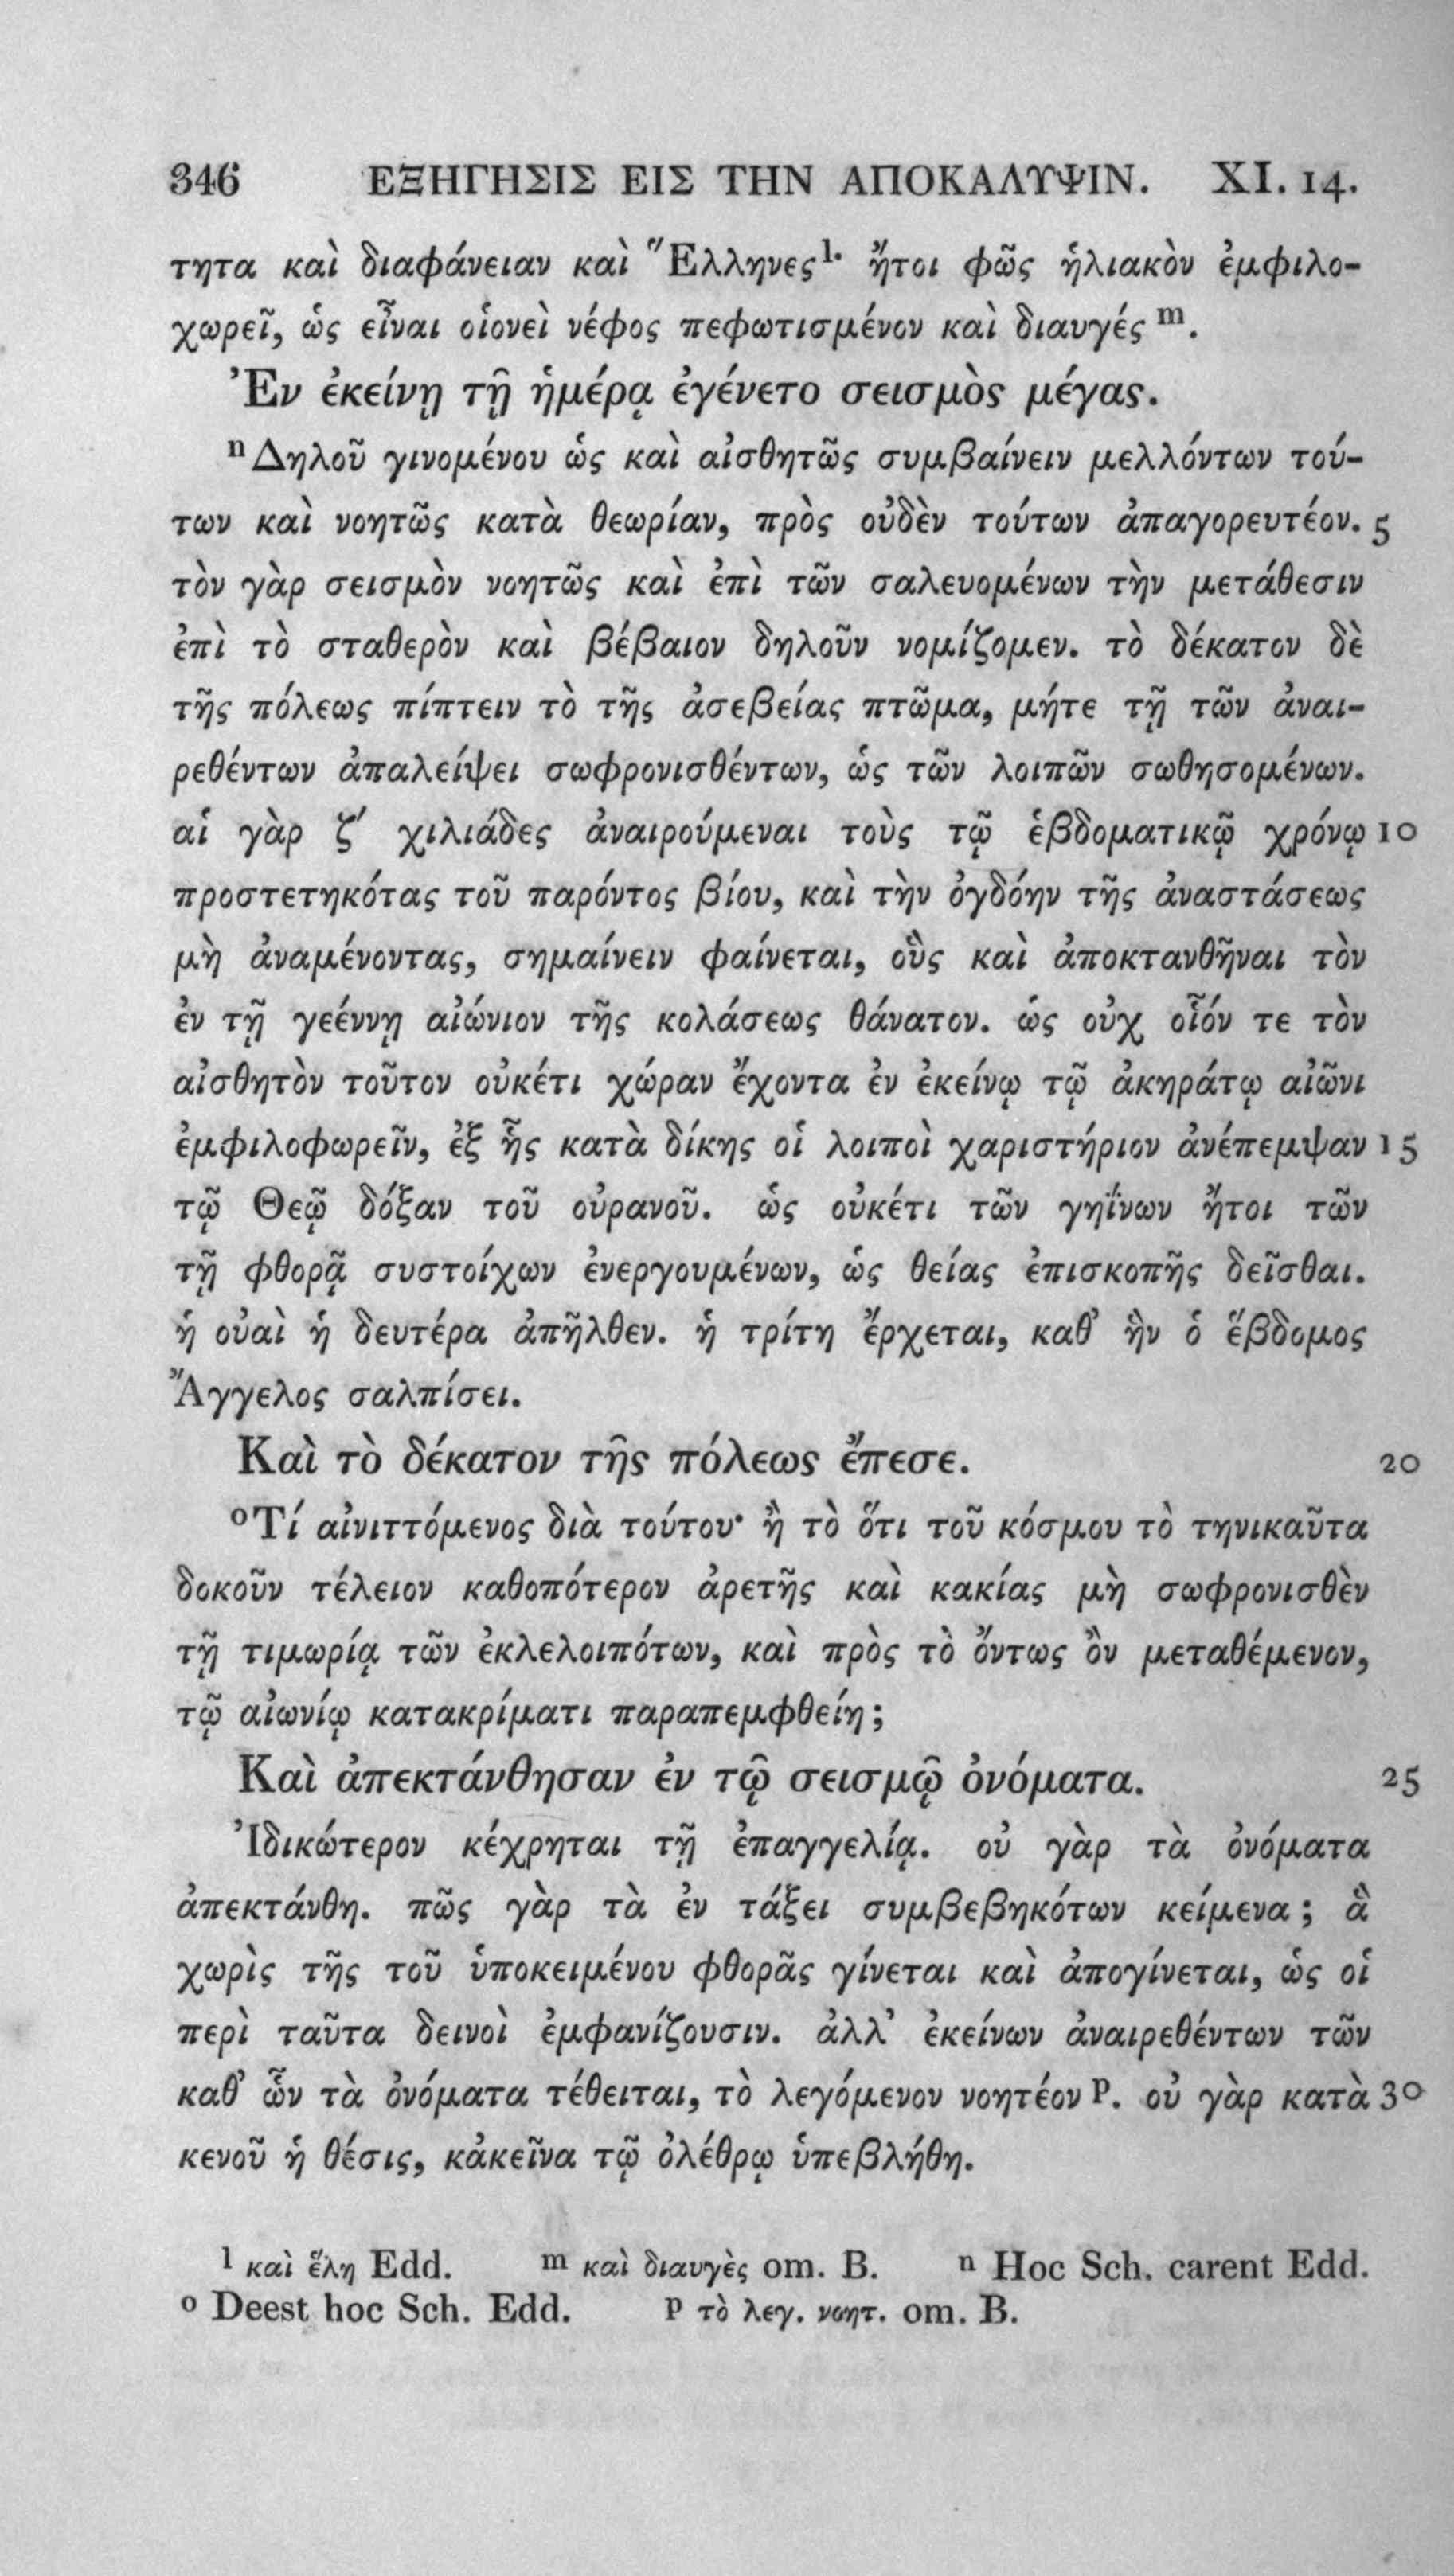 346 ΕΞΗΓΗΣΙΣ ΕΙΣ ΤΗΝ ΑΠΟΚΑΛΥΨΙΝ. XI. 14.
τητα καὶ διαφάνειαν καὶ Ἕλληνες l· ἤτοι φῶς ἡλιακὸν ἐμφιλο-
χωρεῖ, ὡς εἶναι οἱονεὶ νέφος πεφωτισμένον καὶ διαυγές m.
Ἐν ἐκείνῃ τῇ ἡμέρᾳ ἐγένετο σεισμὸς μέγας.
n Δηλοῦ γινομένου ὡς καὶ αἰσθητῶς συμβαίνειν μελλόντων τού-
των καὶ νοητῶς κατὰ θεωρίαν, πρὸς οὐδὲν τούτων ἀπαγορευτέον. 5
τὸν γὰρ σεισμὸν νοητῶς καὶ ἐπὶ τῶν σαλευομένων τὴν μετάθεσιν
ἐπὶ τὸ σταθερὸν καὶ βέβαιον δηλοῦν νομίζομεν. τὸ δέκατον δὲ
τῆς πόλεως πίπτειν τὸ τῆς ἀσεβείας πτῶμα, μήτε τῇ τῶν ἀναι-
ρεθέντων ἀπαλείψει σωφρονισθέντων, ὡς τῶν λοιπῶν σωθησομένων.
αἱ γὰρ ζʹ χιλιάδες ἀναιρούμεναι τοὺς τῷ ἑβδοματικῷ χρόνῳ 10
προστετηκότας τοῦ παρόντος βίου, καὶ τὴν ὀγδόην τῆς ἀναστάσεως
μὴ ἀναμένοντας, σημαίνειν φαίνεται, οὓς καὶ ἀποκτανθῆναι τὸν
ἐν τῇ γεέννῃ αἰώνιον τῆς κολάσεως θάνατον. ὡς οὐχ οἷόν τε τὸν
αἰσθητὸν τοῦτον οὐκέτι χώραν ἔχοντα ἐν ἐκείνῳ τῷ ἀκηράτῳ αἰῶνι
ἐμφιλοφωρεῖν, ἐξ ἧς κατὰ δίκης οἱ λοιποὶ χαριστήριον ἀνέπεμψαν 15
τῷ Θεῷ δόξαν τοῦ οὐρανοῦ. ὡς οὐκέτι τῶν γηΐνων ἤτοι τῶν
τῇ φθορᾷ συστοίχων ἐνεργουμένων, ὡς θείας ἐπισκοπῆς δεῖσθαι.
ἡ οὐαὶ ἡ δευτέρα ἀπῆλθεν. ἡ τρίτη ἔρχεται, καθ' ἣν ὁ ἕβδομος
Ἄγγελος σαλπίσει.
Καὶ τὸ δέκατον τῆς πόλεως ἔπεσε. 20
o Τί αἰνιττόμενος διὰ τούτου· ἢ τὸ ὅτι τοῦ κόσμου τὸ τηνικαῦτα
δοκοῦν τέλειον καθοπότερον ἀρετῆς καὶ κακίας μὴ σωφρονισθὲν
τῇ τιμωρίᾳ τῶν ἐκλελοιπότων, καὶ πρὸς τὸ ὄντως ὂν μεταθέμενον,
τῷ αἰωνίῳ κατακρίματι παραπεμφθείη;
Καὶ ἀπεκτάνθησαν ἐν τῷ σεισμῷ ὀνόματα. 25
Ἰδικώτερον κέχρηται τῇ ἐπαγγελίᾳ. οὐ γὰρ τὰ ὀνόματα
ἀπεκτάνθη. πῶς γὰρ τὰ ἐν τάξει συμβεβηκότων κείμενα; ἃ
χωρὶς τῆς τοῦ ὑποκειμένου φθορᾶς γίνεται καὶ ἀπογίνεται, ὡς οἱ
περὶ ταῦτα δεινοὶ ἐμφανίζουσιν. ἀλλ' ἐκείνων ἀναιρεθέντων τῶν
καθ' ὧν τὰ ὀνόματα τέθειται, τὸ λεγόμενον νοητέον p. οὐ γὰρ κατὰ 30
κενοῦ ἡ θέσις, κἀκεῖνα τῷ ὀλέθρῳ ὑπεβλήθη.
l καὶ ἕλη Edd. m καὶ διαυγὲς om. B. n Hoc Sch. carent Edd.
o Deest hoc Sch. Edd. p τὸ λεγ. νοητ. om. B.